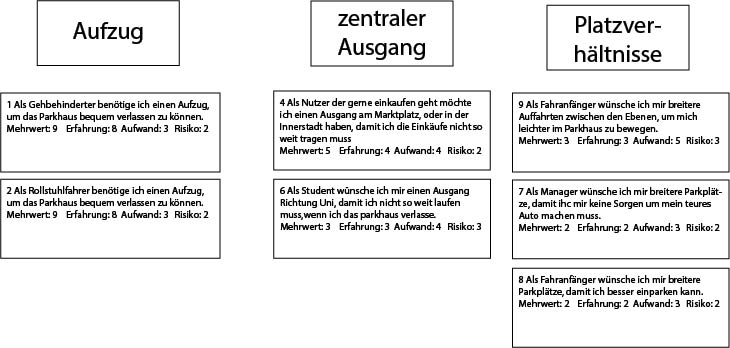 Aufzug
1 Als Gehbehinderter benötige ich einen Aufzug,
um das Parkhaus bequem verlassen zu können.
Mehrwert: 9 Erfahrung: 8 Aufwand: 3 Risiko: 2
2 Als Rollstuhlfahrer benötige ich einen Aufzug,
um das Parkhaus bequem verlassen zu können.
Mehrwert: 9 Erfahrung: 8 Aufwand: 3 Risiko: 2
zentraler
Ausgang
4 Als Nutzer der gerne einkaufen geht möchte
ich einen Ausgang am Marktplatz, oder in der
Innerstadt haben, damit ich die Einkäufe nicht so
weit tragen muss
Mehrwert: 5 Erfahrung: 4 Aufwand: 4 Risiko: 2
6 Als Student wünsche ich mir einen Ausgang
Richtung Uni, damit ich nicht so weit laufen
muss,wenn ich das parkhaus verlasse.
Mehrwert: 3 Erfahrung: 3 Aufwand: 4 Risiko: 3
Platzver-
hältnisse
9 Als Fahranfänger wünsche ich mir breitere
Auffahrten zwischen den Ebenen, um mich
leichter im Parkhaus zu bewegen.
Mehrwert: 3 Erfahrung: 3 Aufwand: 5 Risiko: 3
7 Als Manager wünsche ich mir breitere Parkplät-
ze, damit ihc mir keine Sorgen um mein teures
Auto machen muss.
Mehrwert: 2 Erfahrung: 2 Aufwand: 3 Risiko: 2
8 Als Fahranfänger wünsche ich mir breitere
Parkplätze, damit ich besser einparken kann.
Mehrwert: 2 Erfahrung: 2 Aufwand: 3 Risiko: 2